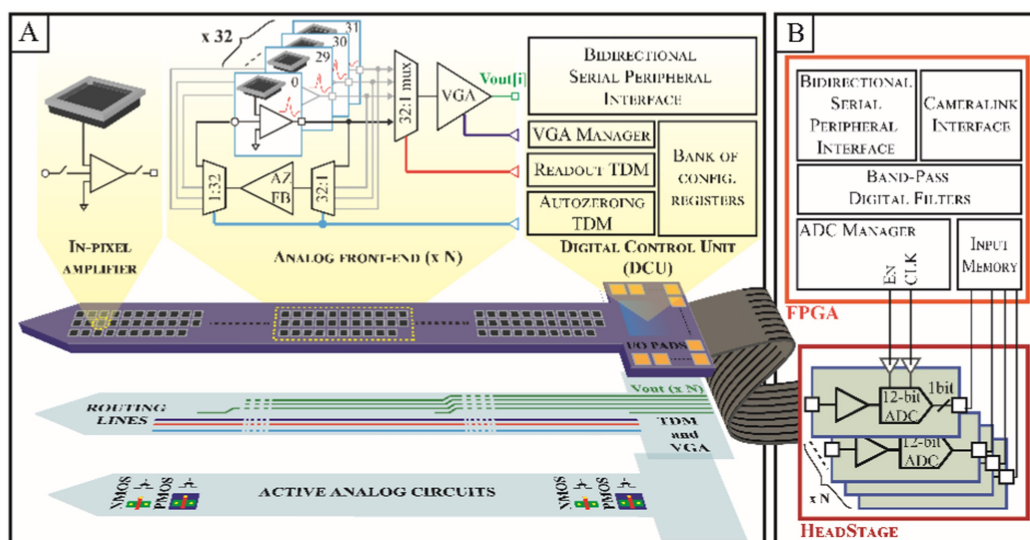 A
x 32
31
30
29
0
32:1 mux
VGA
Vout[i]
1:32
AZ
FB
32:1
BIDIRECTIONAL
SERIAL PERIPHERAL
INTERFACE
VGA MANAGER
READOUT TDM
AUTOZEROING
TDM
BANK OF
CONFIG.
REGISTERS
IN-PIXEL
AMPLIFIER
ANALOG FRONT-END (x N)
DIGITAL CONTROL UNIT
(DCU)
I/O PADS
Vout (x N)
ROUTING
LINES
TDM
and
VGA
NMOS
PMOS
ACTIVE ANALOG CIRCUITS
NMOS
PMOS
B
BIDIRECTIONAL
SERIAL
PERIPHERAL
INTERFACE
CAMERALINK
INTERFACE
BAND-PASS
DIGITAL FILTERS
ADC MANAGER
EN
CLK
INPUT
MEMORY
FPGA
12-bit
ADC
1bit
12-bit
ADC
x N
HEADSTAGE